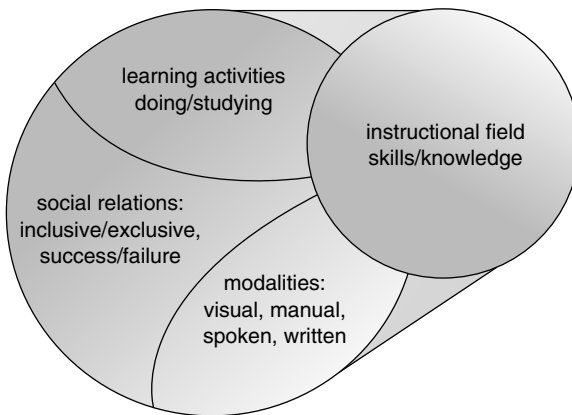 learning activities
doing/studying
instructional field
skills/knowledge
social relations:
inclusive/exclusive,
success/failure
modalities:
visual, manual,
spoken, written